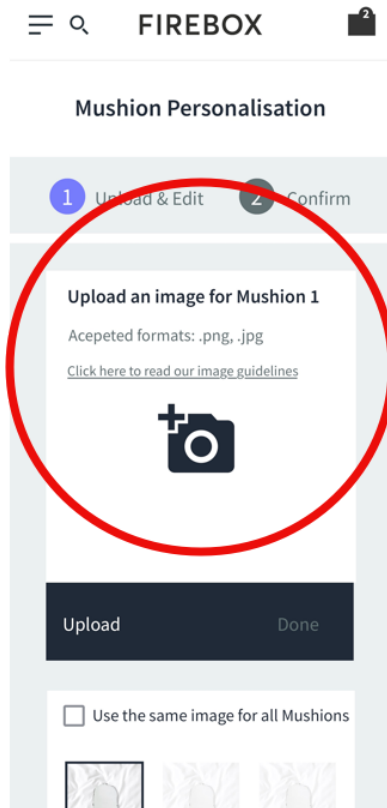 FIREBOX
2
Mushion Personalisation
1 Upload & Edit 2 Confirm
Upload an image for Mushion 1
Acepeted formats: .png, .jpg
Click here to read our image guidelines
Upload Done
Use the same image for all Mushions